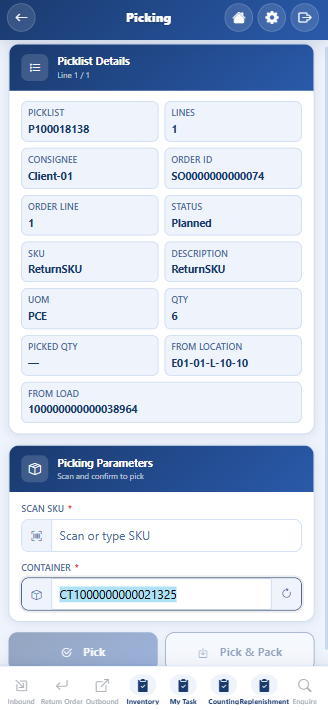 Picking
Picklist Details
Line 1 / 1
PICKLIST
P100018138
LINES
1
CONSIGNEE
Client-01
ORDER ID
SO0000000000074
ORDER LINE
1
STATUS
Planned
SKU
ReturnSKU
DESCRIPTION
ReturnSKU
UOM
PCE
QTY
6
PICKED QTY
—
FROM LOCATION
E01-01-L-10-10
FROM LOAD
100000000000038964
Picking Parameters
Scan and confirm to pick
SCAN SKU *
Scan or type SKU
CONTAINER *
CT1000000000021325
Pick
Pick & Pack
Inbound
Return Order
Outbound
Inventory
My Task
Counting
Replenishment
Enquire